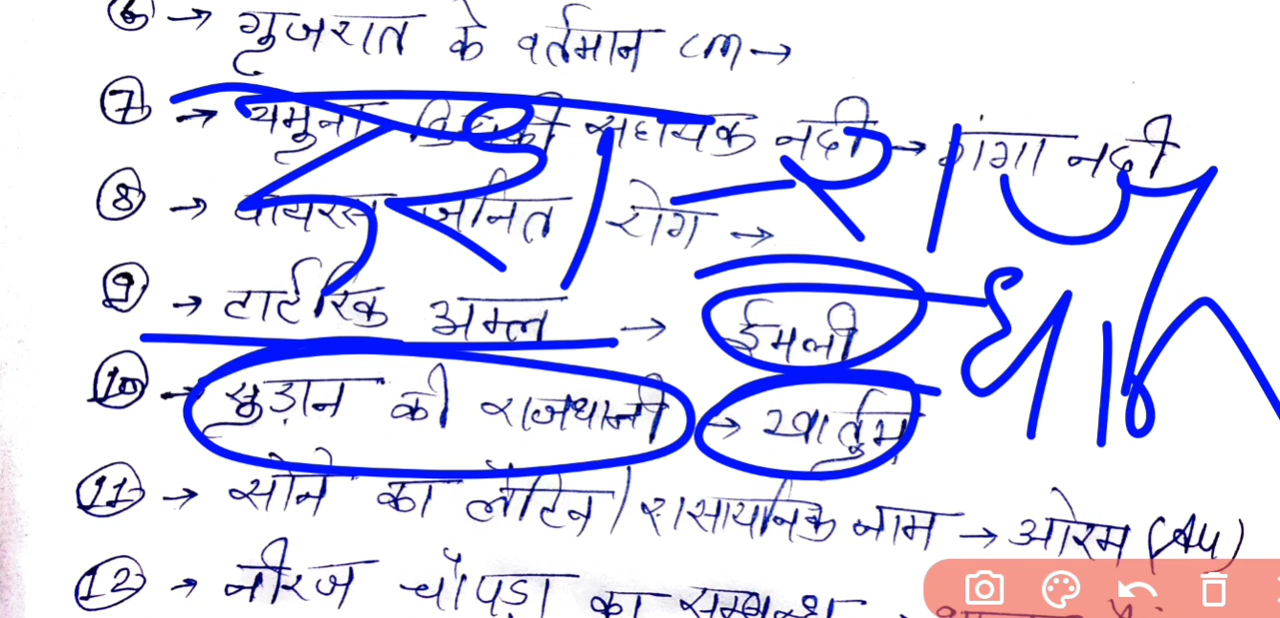 ⑥ → गुजरात के वर्तमान cm →
⑦ → यमुना किसकी सहायक नदी → गंगा नदी
⑧ → वायरस जनित रोग →
⑨ → टार्टरिक अम्ल → ईमली
⑩ → सुडान की राजधानी → खार्तुम
⑪ → सोने का लैटिन / रासायनिक नाम → ओरम (Au)
⑫ → नीरज चौपड़ा का सम्बन्ध →